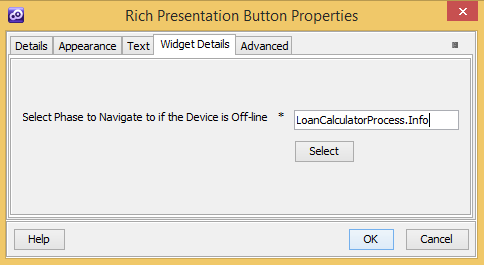 Rich Presentation Button Properties
Details Appearance Text Widget Details Advanced
Select Phase to Navigate to if the Device is Off-line * LoanCalculatorProcess.Info
Select
Help OK Cancel